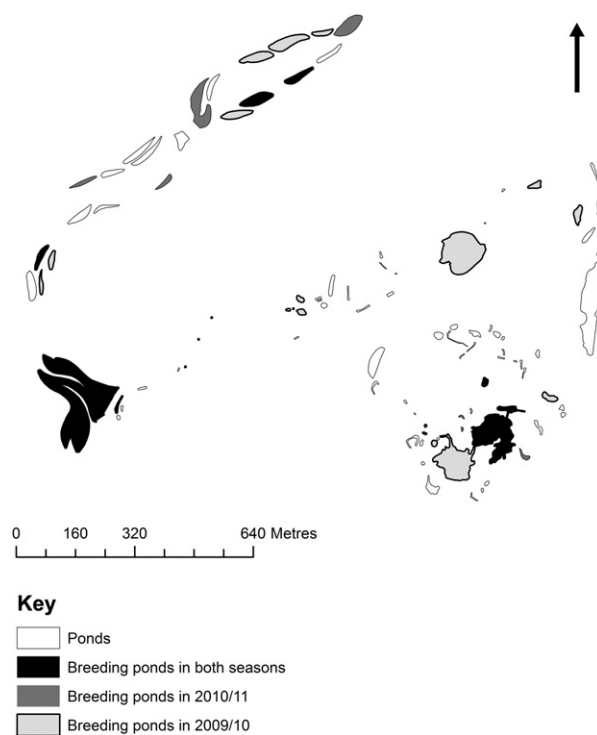 0 160 320 640 Metres
Key
Ponds
Breeding ponds in both seasons
Breeding ponds in 2010/11
Breeding ponds in 2009/10